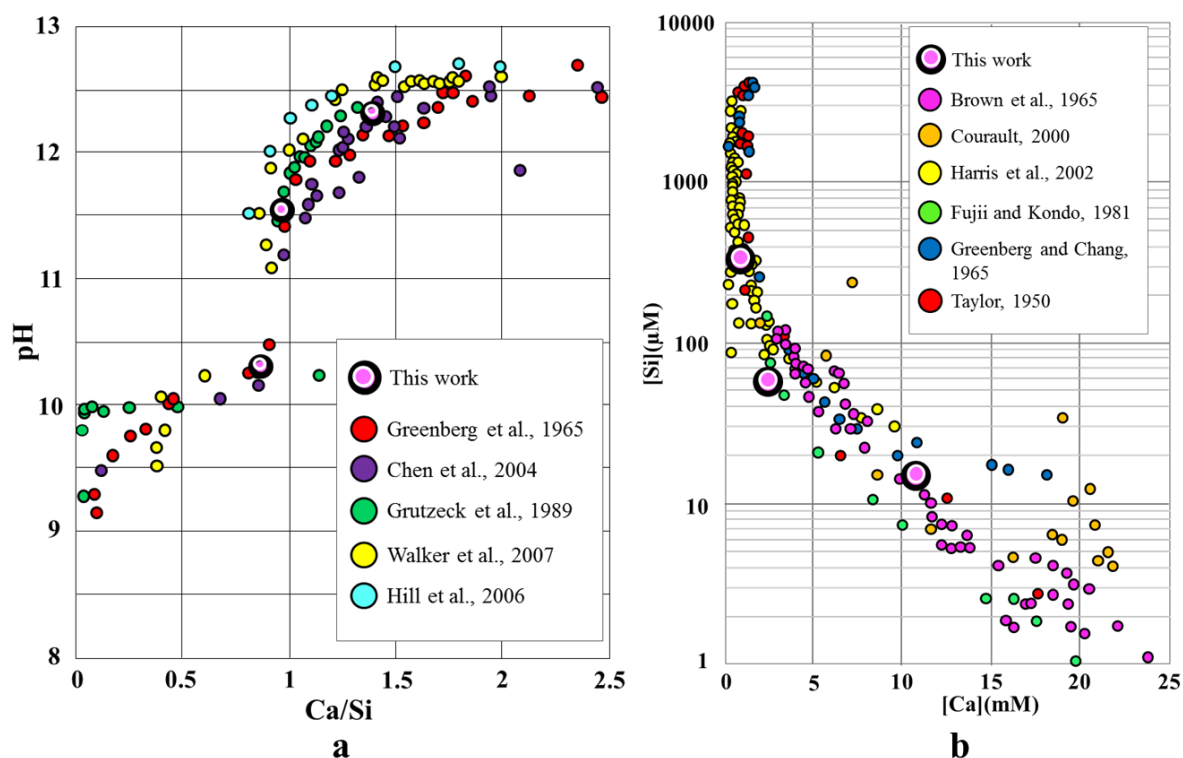 a
13
12
11
10
9
8
pH
0
0.5
1
1.5
2
2.5
Ca/Si
This work
Greenberg et al., 1965
Chen et al., 2004
Grutzeck et al., 1989
Walker et al., 2007
Hill et al., 2006
a
10000
1000
100
10
1
[Si](µM)
0
5
10
15
20
25
[Ca](mM)
This work
Brown et al., 1965
Courault, 2000
Harris et al., 2002
Fujii and Kondo, 1981
Greenberg and Chang,
1965
Taylor, 1950
b